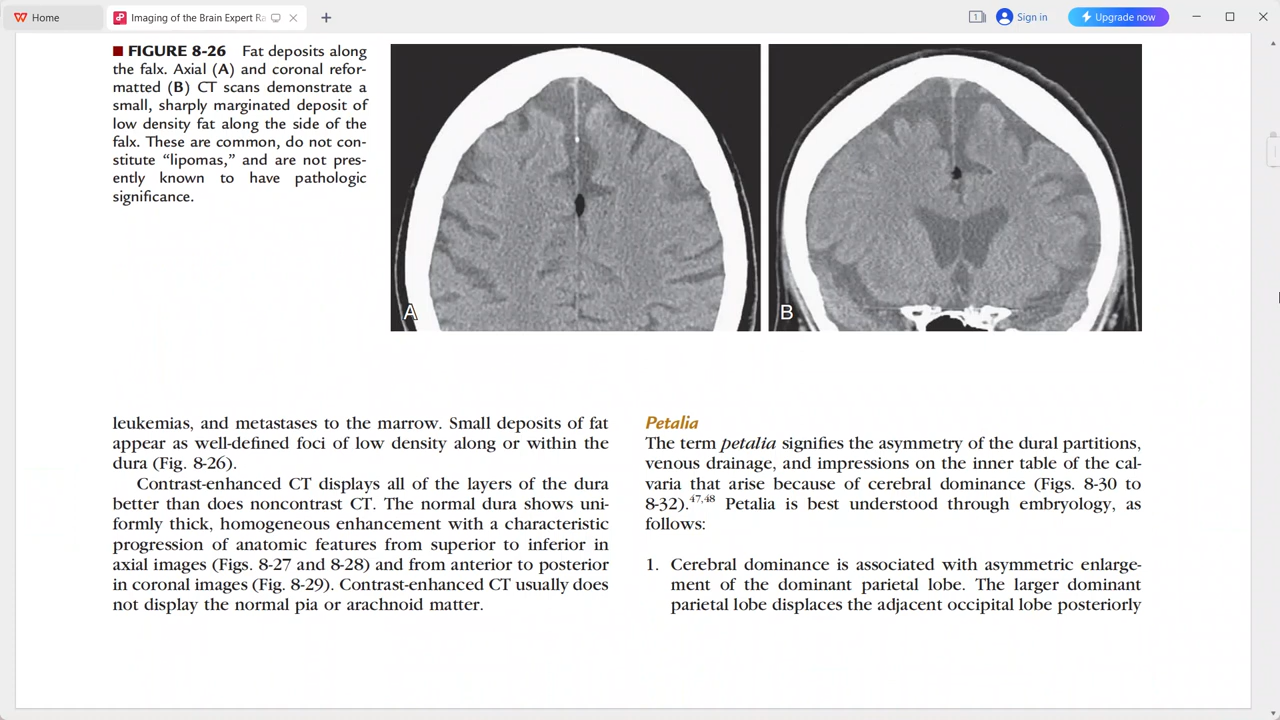 Home
Imaging of the Brain Expert Ra
1
Sign in
Upgrade now
■ FIGURE 8-26 Fat deposits along
the falx. Axial (A) and coronal refor-
matted (B) CT scans demonstrate a
small, sharply marginated deposit of
low density fat along the side of the
falx. These are common, do not con-
stitute “lipomas,” and are not pres-
ently known to have pathologic
significance.
A
B
leukemias, and metastases to the marrow. Small deposits of fat
appear as well-defined foci of low density along or within the
dura (Fig. 8-26).
Contrast-enhanced CT displays all of the layers of the dura
better than does noncontrast CT. The normal dura shows uni-
formly thick, homogeneous enhancement with a characteristic
progression of anatomic features from superior to inferior in
axial images (Figs. 8-27 and 8-28) and from anterior to posterior
in coronal images (Fig. 8-29). Contrast-enhanced CT usually does
not display the normal pia or arachnoid matter.
Petalia
The term petalia signifies the asymmetry of the dural partitions,
venous drainage, and impressions on the inner table of the cal-
varia that arise because of cerebral dominance (Figs. 8-30 to
8-32).47,48 Petalia is best understood through embryology, as
follows:
1. Cerebral dominance is associated with asymmetric enlarge-
ment of the dominant parietal lobe. The larger dominant
parietal lobe displaces the adjacent occipital lobe posteriorly